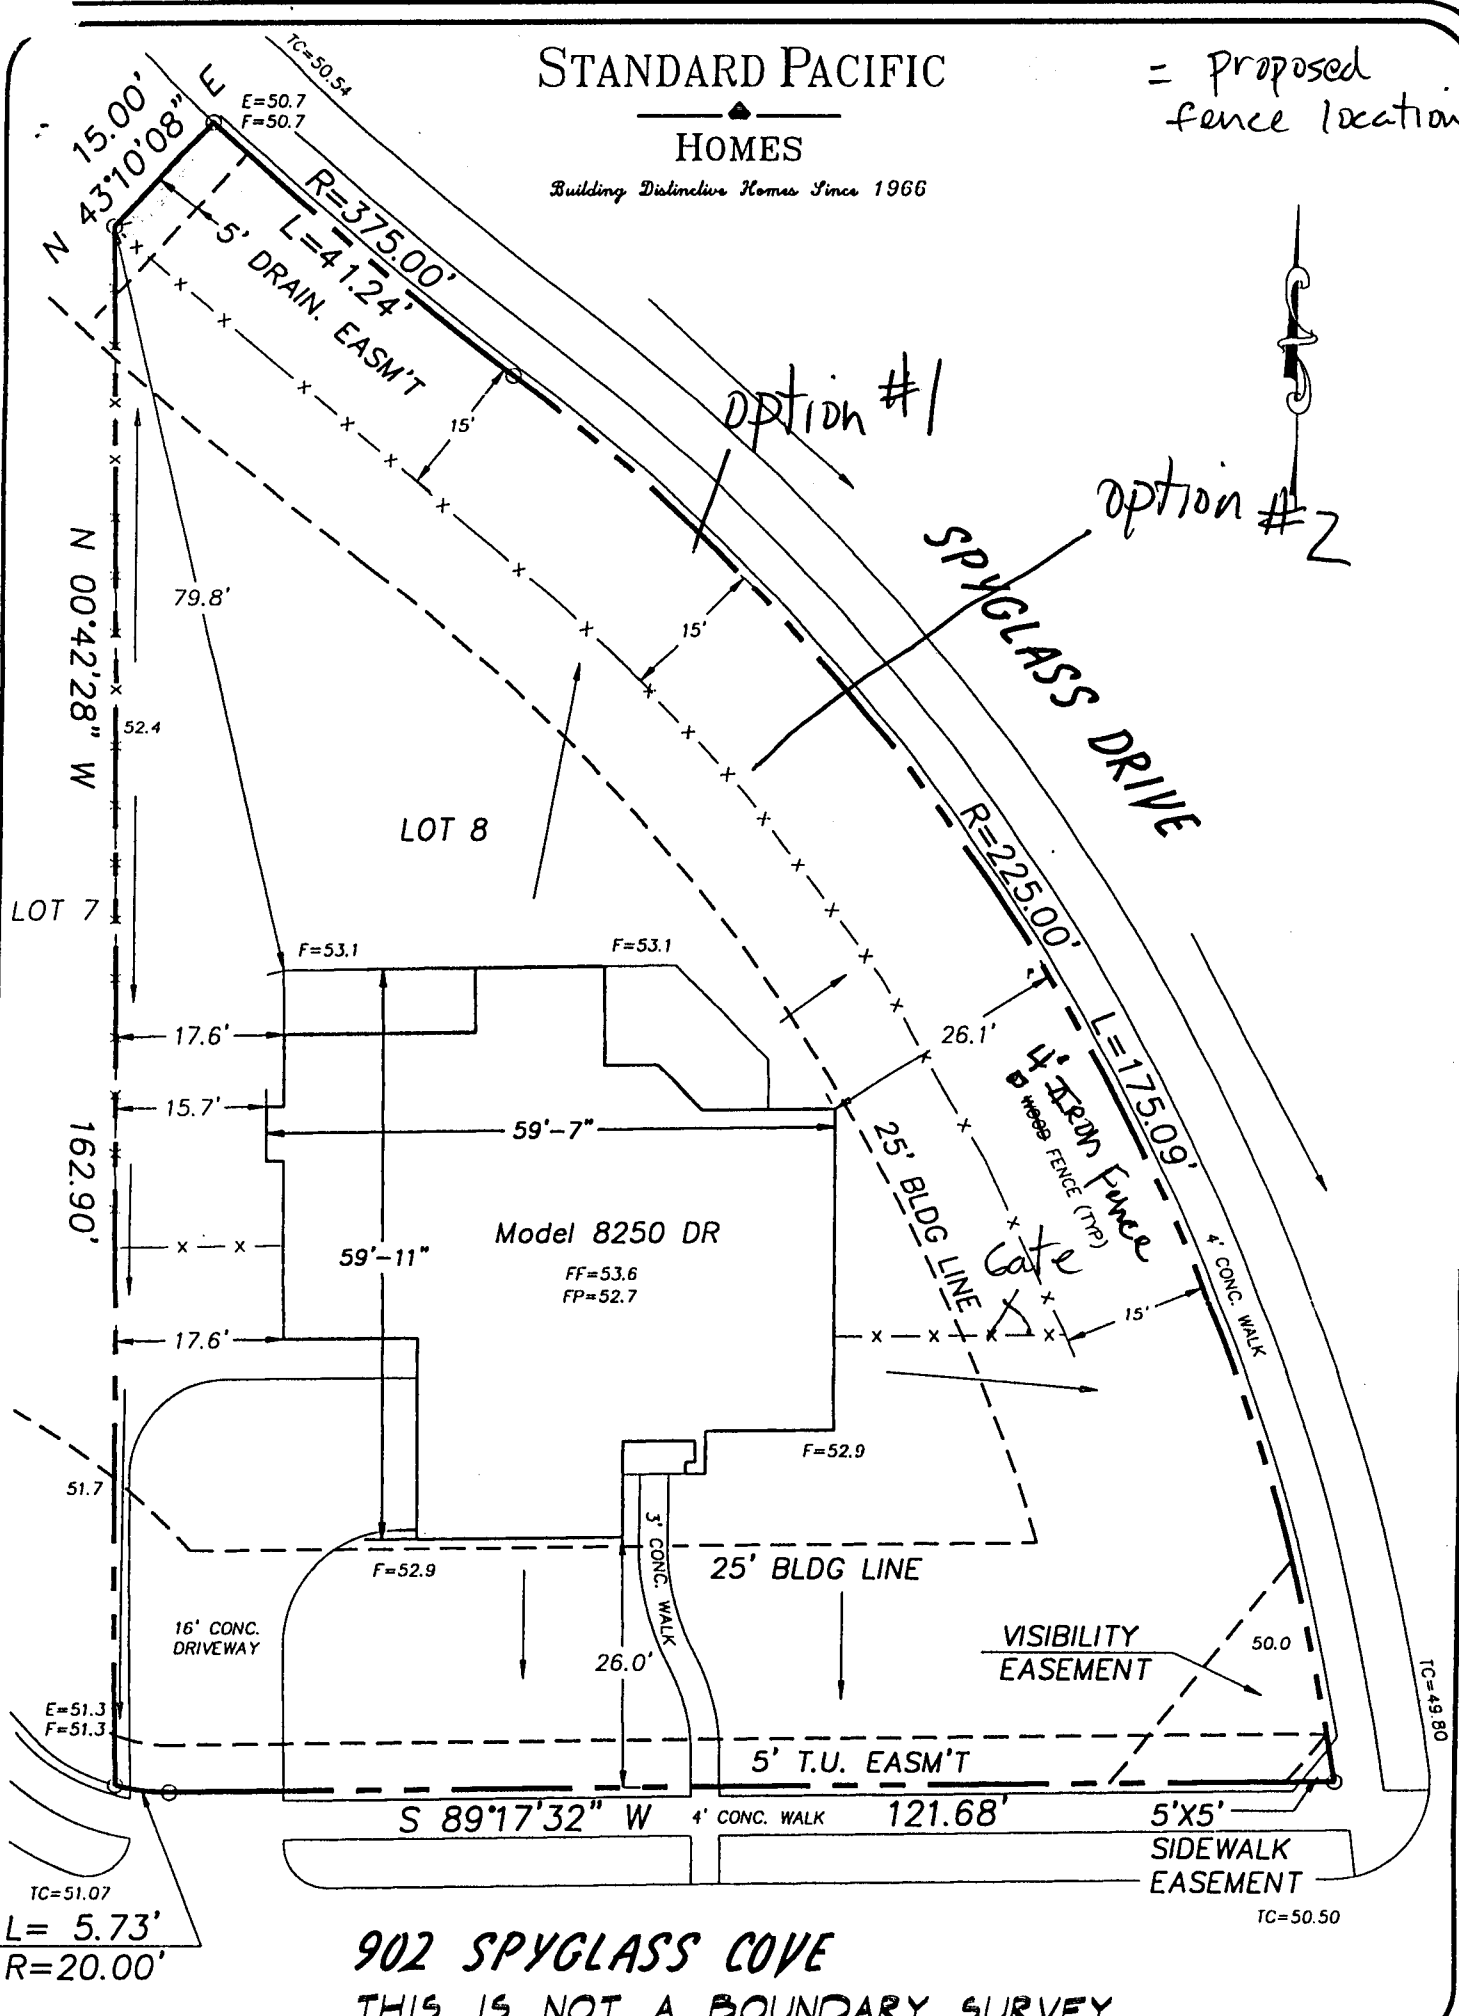 STANDARD PACIFIC
HOMES
Building Distinctive Homes Since 1966
= proposed
fence location
TC=50.54
E=50.7
F=50.7
15.00'
N 43°10'08" E
R=375.00'
L=41.24'
5' DRAIN. EASM'T
15'
option #1
option #2
SPYGLASS DRIVE
15'
79.8'
N 00°42'28" W
52.4
LOT 8
LOT 7
R=225.00'
L=175.09'
F=53.1
F=53.1
17.6'
26.1'
4' IRON Fence
WOOD FENCE (TYP)
15.7'
59'-7"
25' BLDG LINE
162.90'
Model 8250 DR
59'-11"
FF=53.6
FP=52.7
Gate
4' CONC. WALK
15'
17.6'
F=52.9
51.7
3' CONC. WALK
F=52.9
25' BLDG LINE
16' CONC.
DRIVEWAY
26.0'
VISIBILITY
EASEMENT
50.0
TC=49.80
E=51.3
F=51.3
5' T.U. EASM'T
S 89°17'32" W
4' CONC. WALK
121.68'
5'X5'
SIDEWALK
EASEMENT
TC=51.07
TC=50.50
L= 5.73'
R=20.00'
902 SPYGLASS COVE
THIS IS NOT A BOUNDARY SURVEY